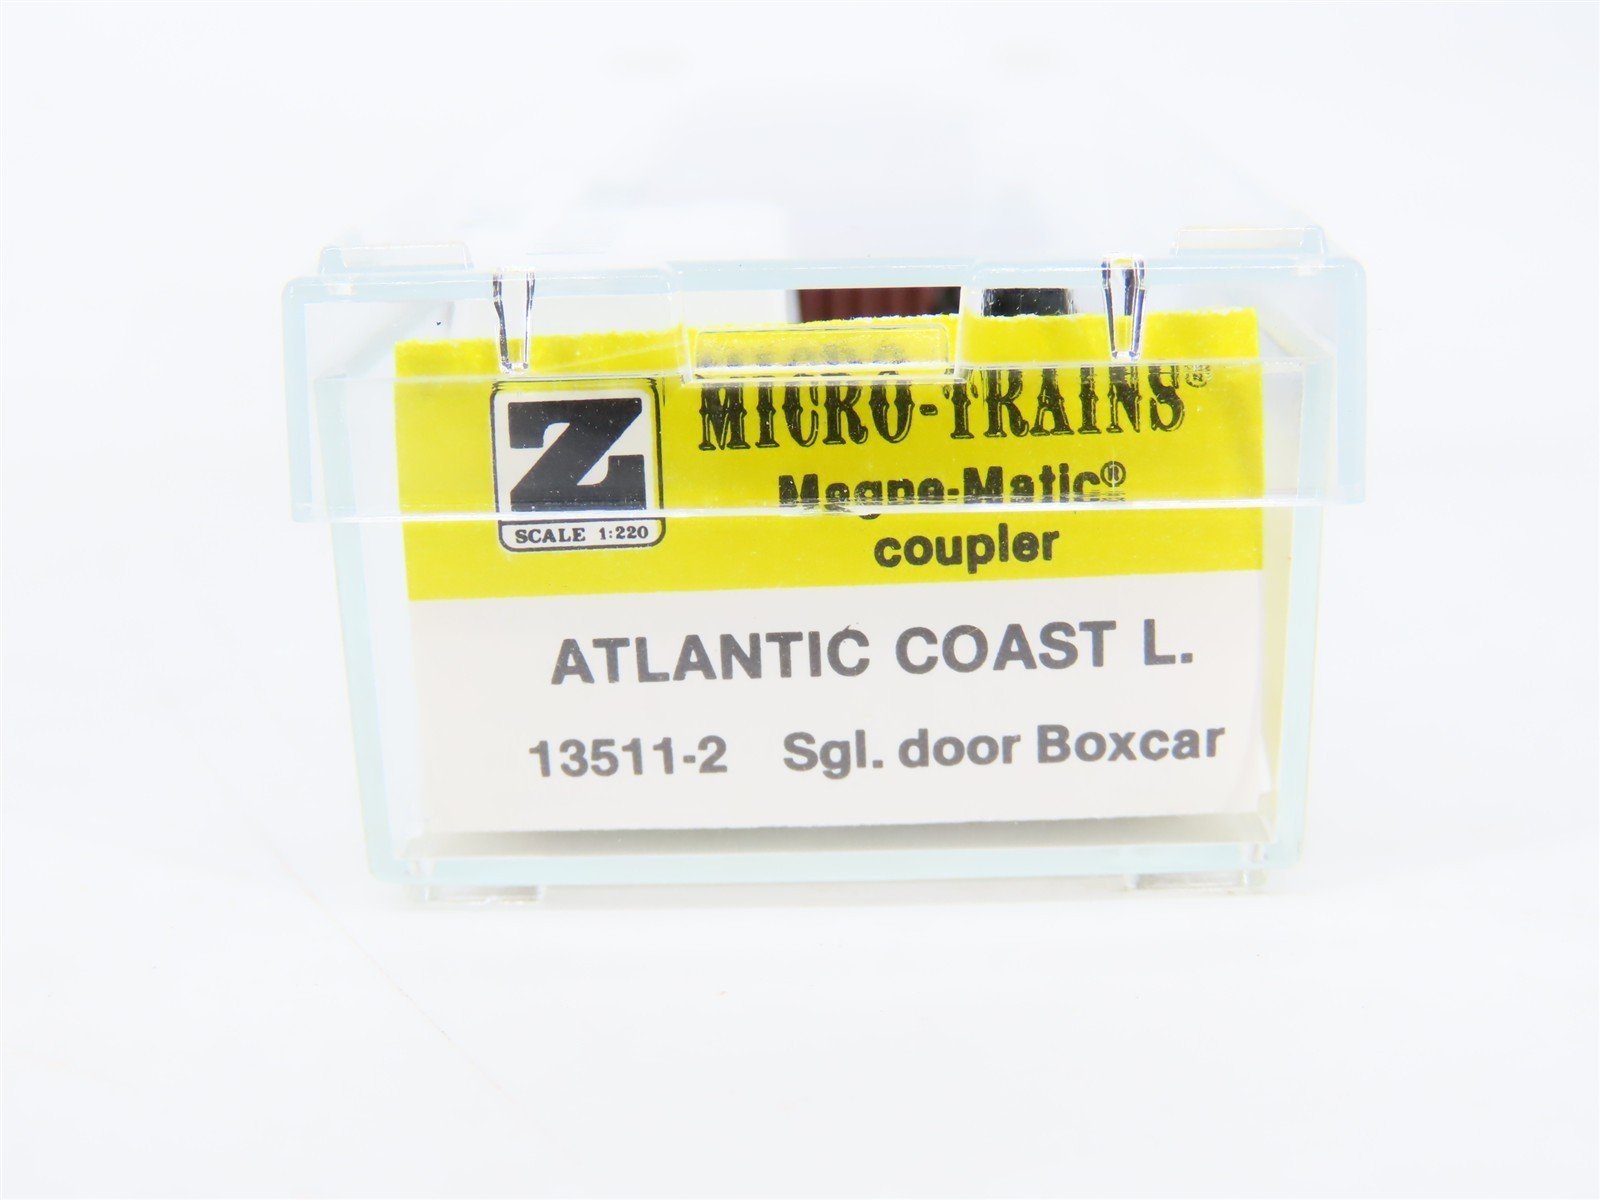 MICRO-TRAINS®
Z
SCALE 1:220
Magne-Matic®
coupler
ATLANTIC COAST L.
13511-2 Sgl. door Boxcar